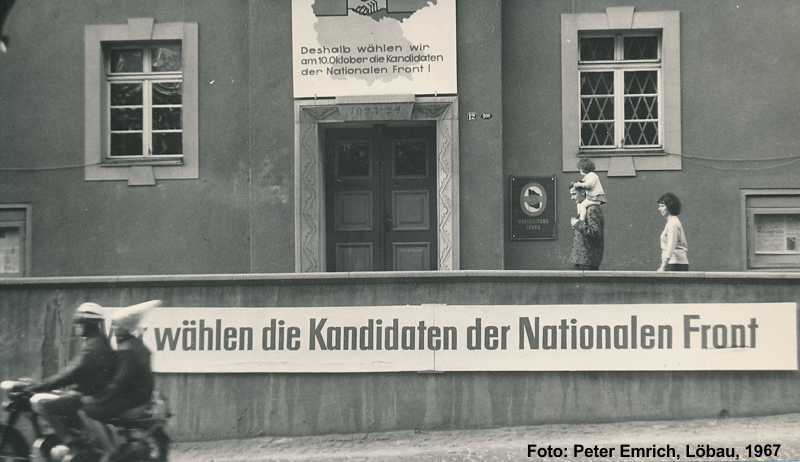 Deshalb wählen wir
am 10. Oktober die Kandidaten
der Nationalen Front !
12
wählen die Kandidaten der Nationalen Front
Foto: Peter Emrich, Löbau, 1967